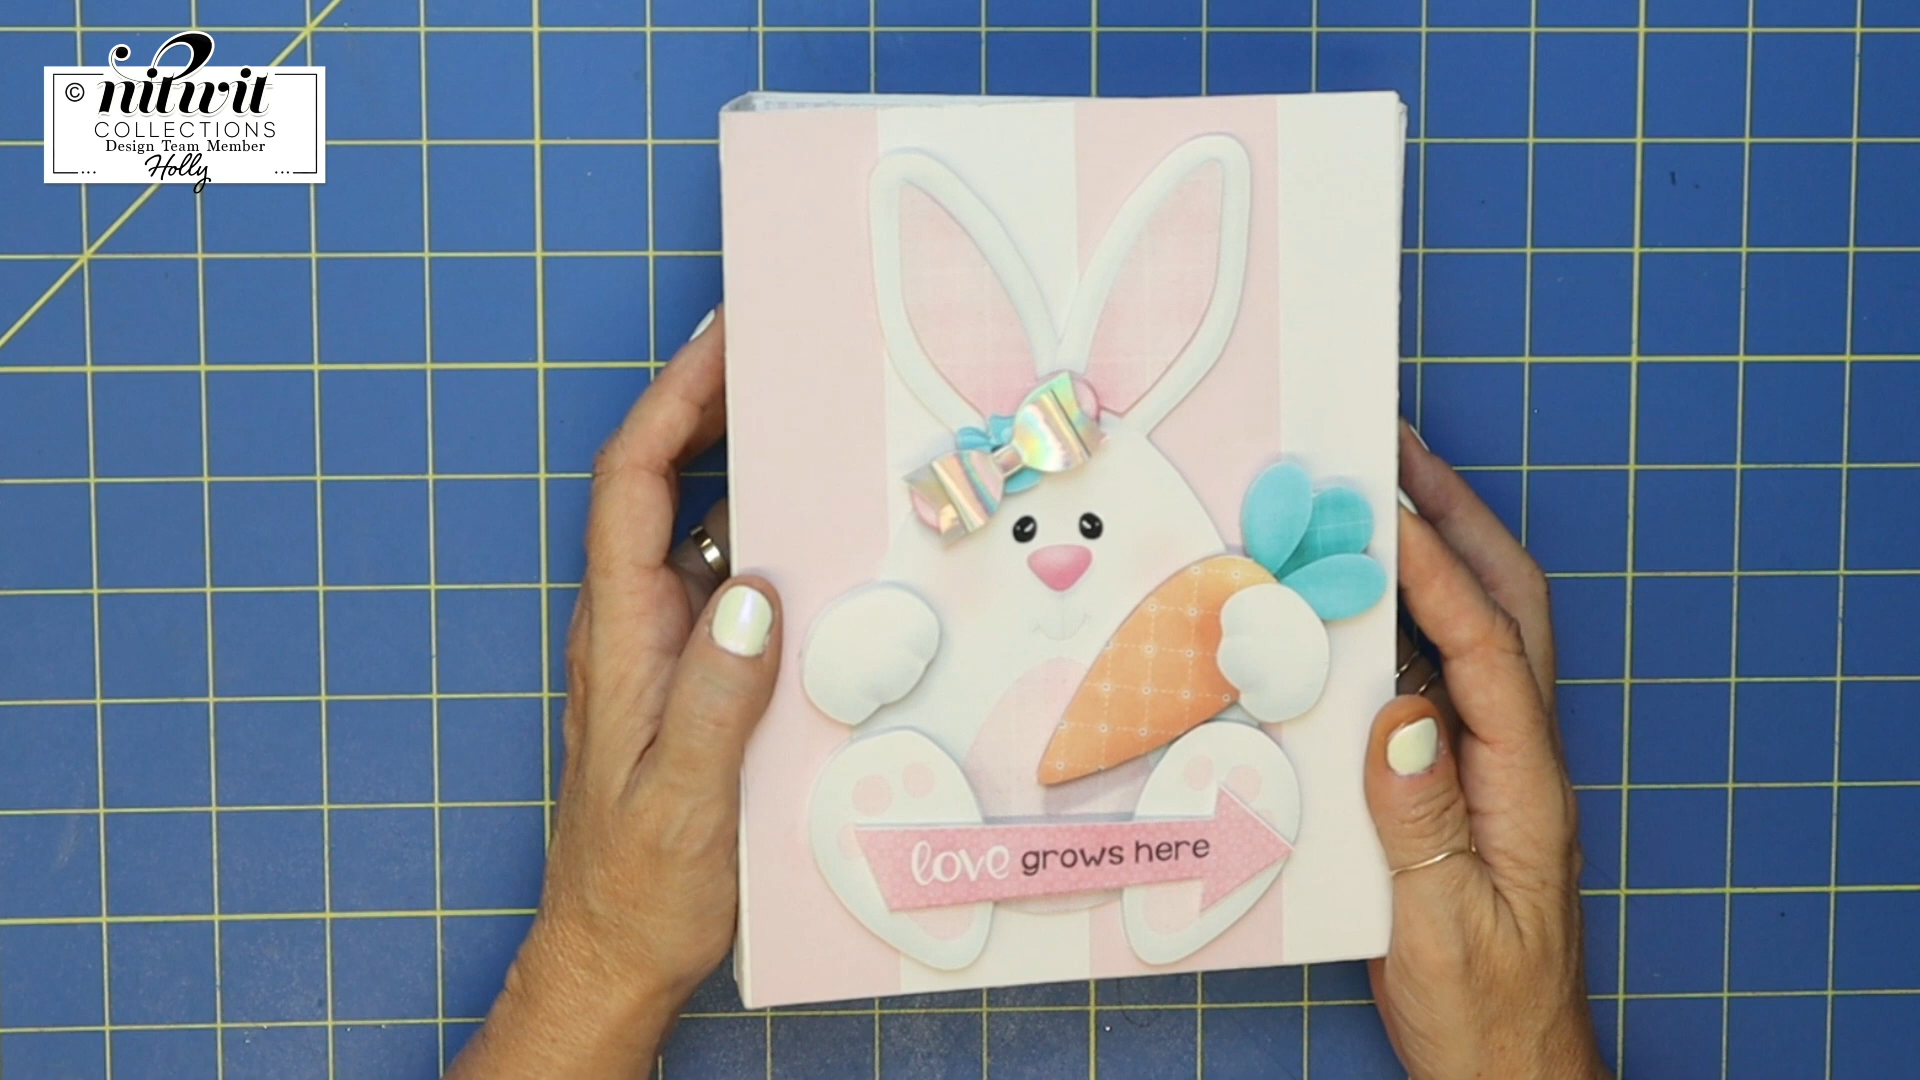 © nitwit
COLLECTIONS
Design Team Member
Holly
love grows here